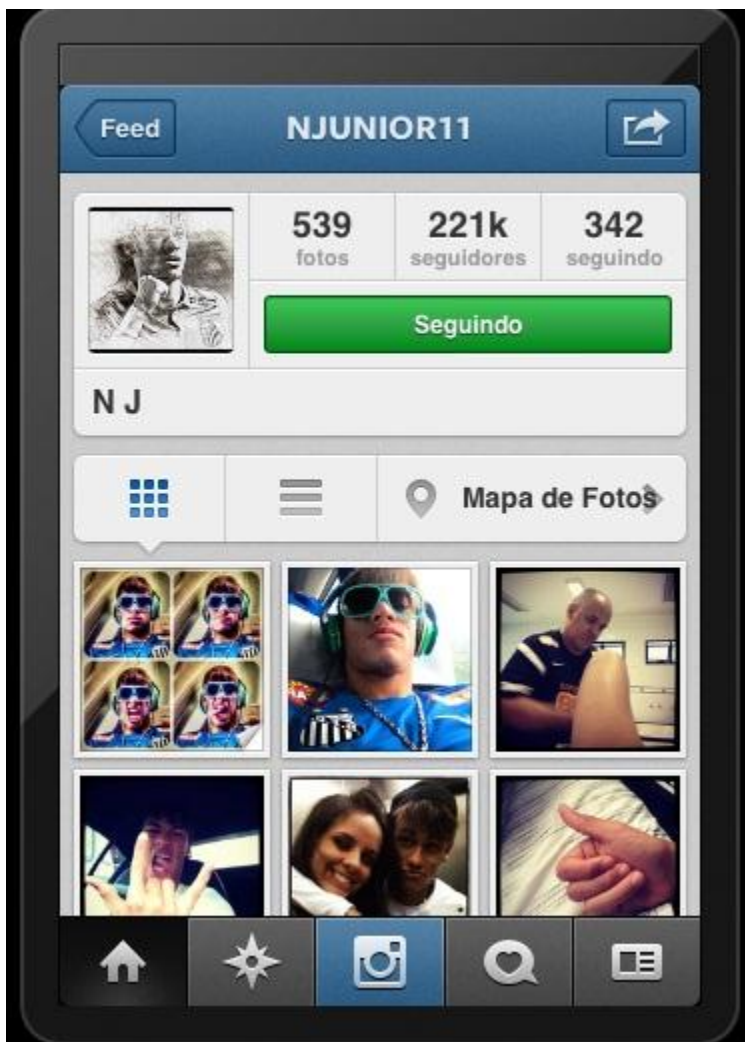 Feed
NJUNIOR11
539 221k 342
fotos seguidores seguindo
Seguindo
N J
Mapa de Fotos